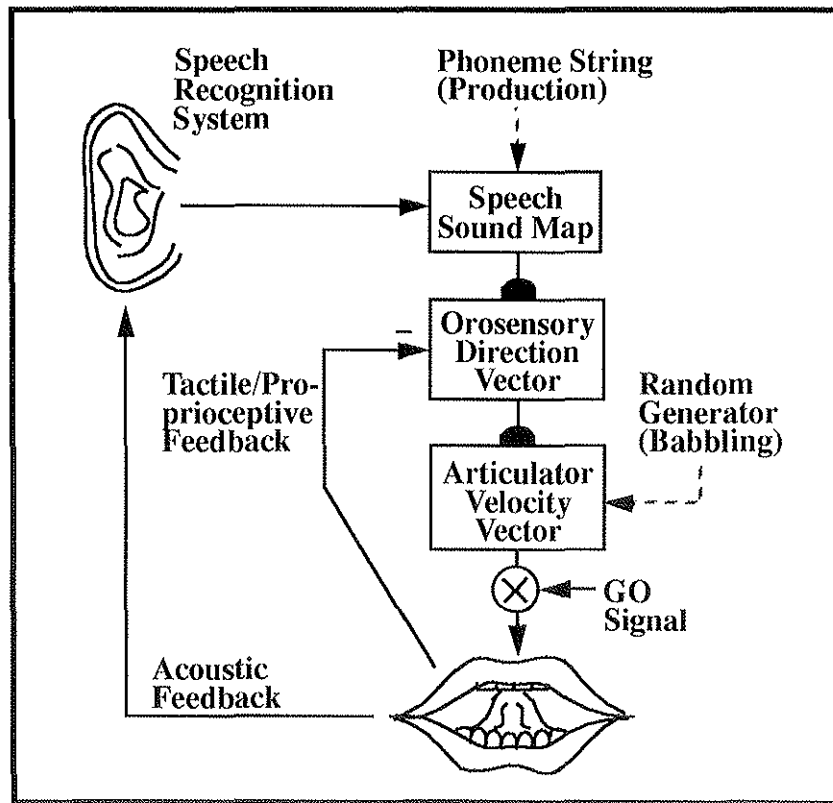 Speech
Recognition
System
Phoneme String
(Production)
Speech
Sound Map
–
Orosensory
Direction
Vector
Tactile/Pro-
prioceptive
Feedback
Random
Generator
(Babbling)
Articulator
Velocity
Vector
GO
Signal
Acoustic
Feedback